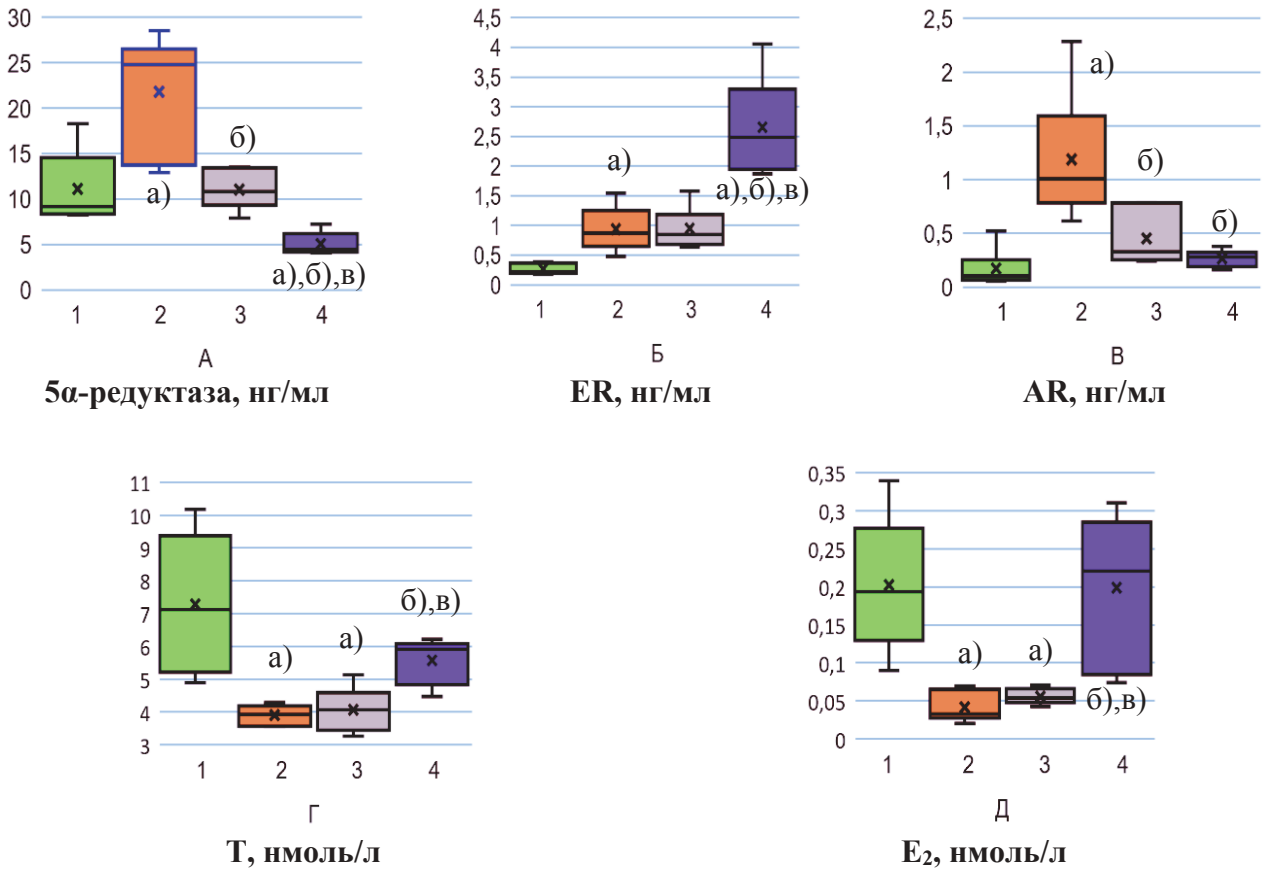 30
25
20
15
10
5
0
а)
б)
а),б),в)
1 2 3 4
А
5α-редуктаза, нг/мл
4,5
4
3,5
3
2,5
2
1,5
1
0,5
0
а)
а),б),в)
1 2 3 4
Б
ER, нг/мл
2,5
2
1,5
1
0,5
0
а)
б)
б)
1 2 3 4
В
AR, нг/мл
11
10
9
8
7
6
5
4
3
а)
а)
б),в)
1 2 3 4
Г
Т, нмоль/л
0,35
0,3
0,25
0,2
0,15
0,1
0,05
0
а)
а)
б),в)
1 2 3 4
Д
E₂, нмоль/л